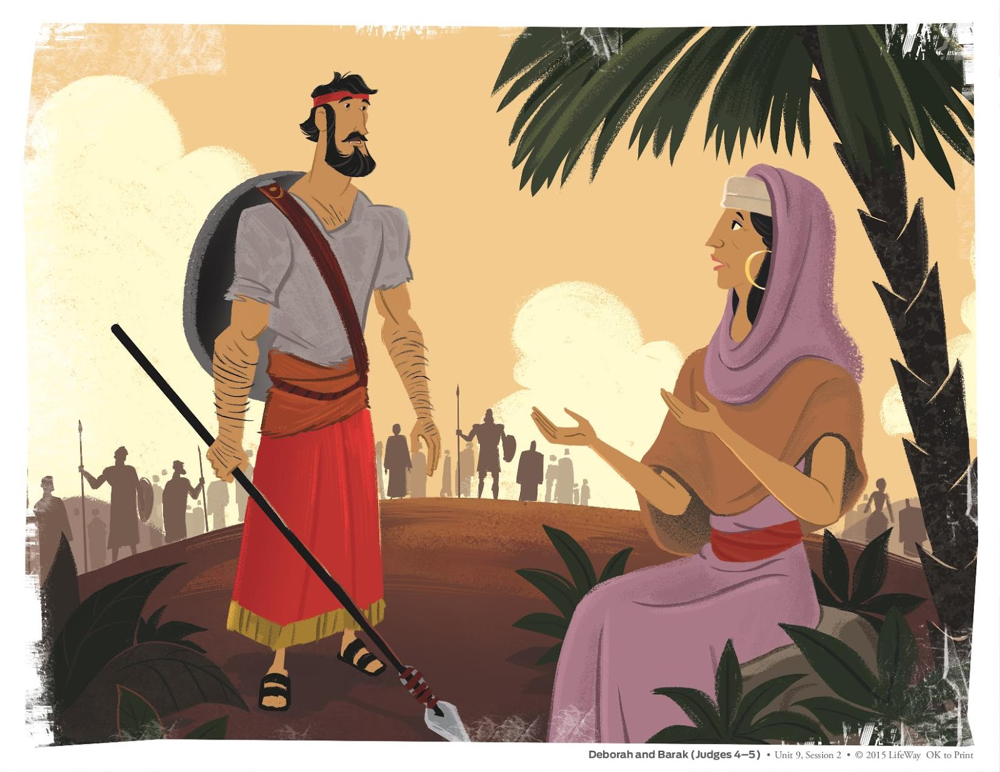 Deborah and Barak (Judges 4–5) • Unit 9, Session 2 • © 2015 LifeWay OK to Print